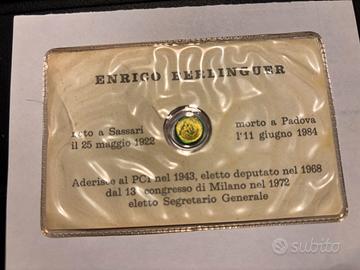 ENRICO BERLINGUER
nato a Sassari
il 25 maggio 1922
morto a Padova
l'11 giugno 1984
Aderisce al PCI nel 1943, eletto deputato nel 1968
dal 13° congresso di Milano nel 1972
eletto Segretario Generale
subito